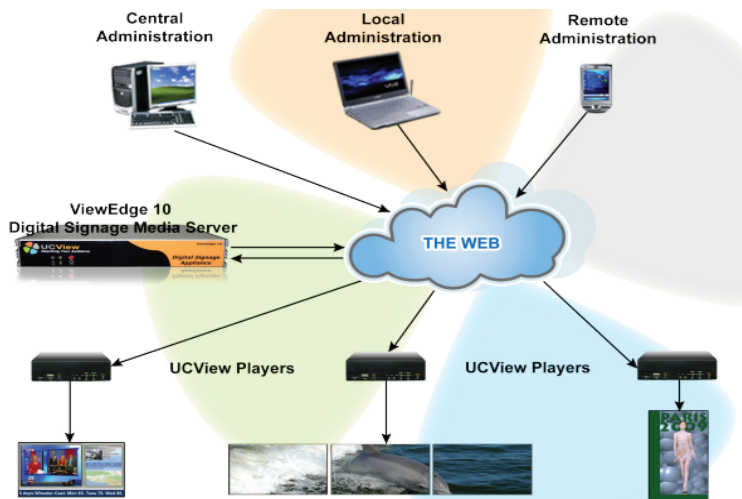 Central
Administration
Local
Administration
Remote
Administration
ViewEdge 10
Digital Signage Media Server
UCView
Digital Signage
Appliance
THE WEB
UCView Players
UCView Players
PARIS
2009